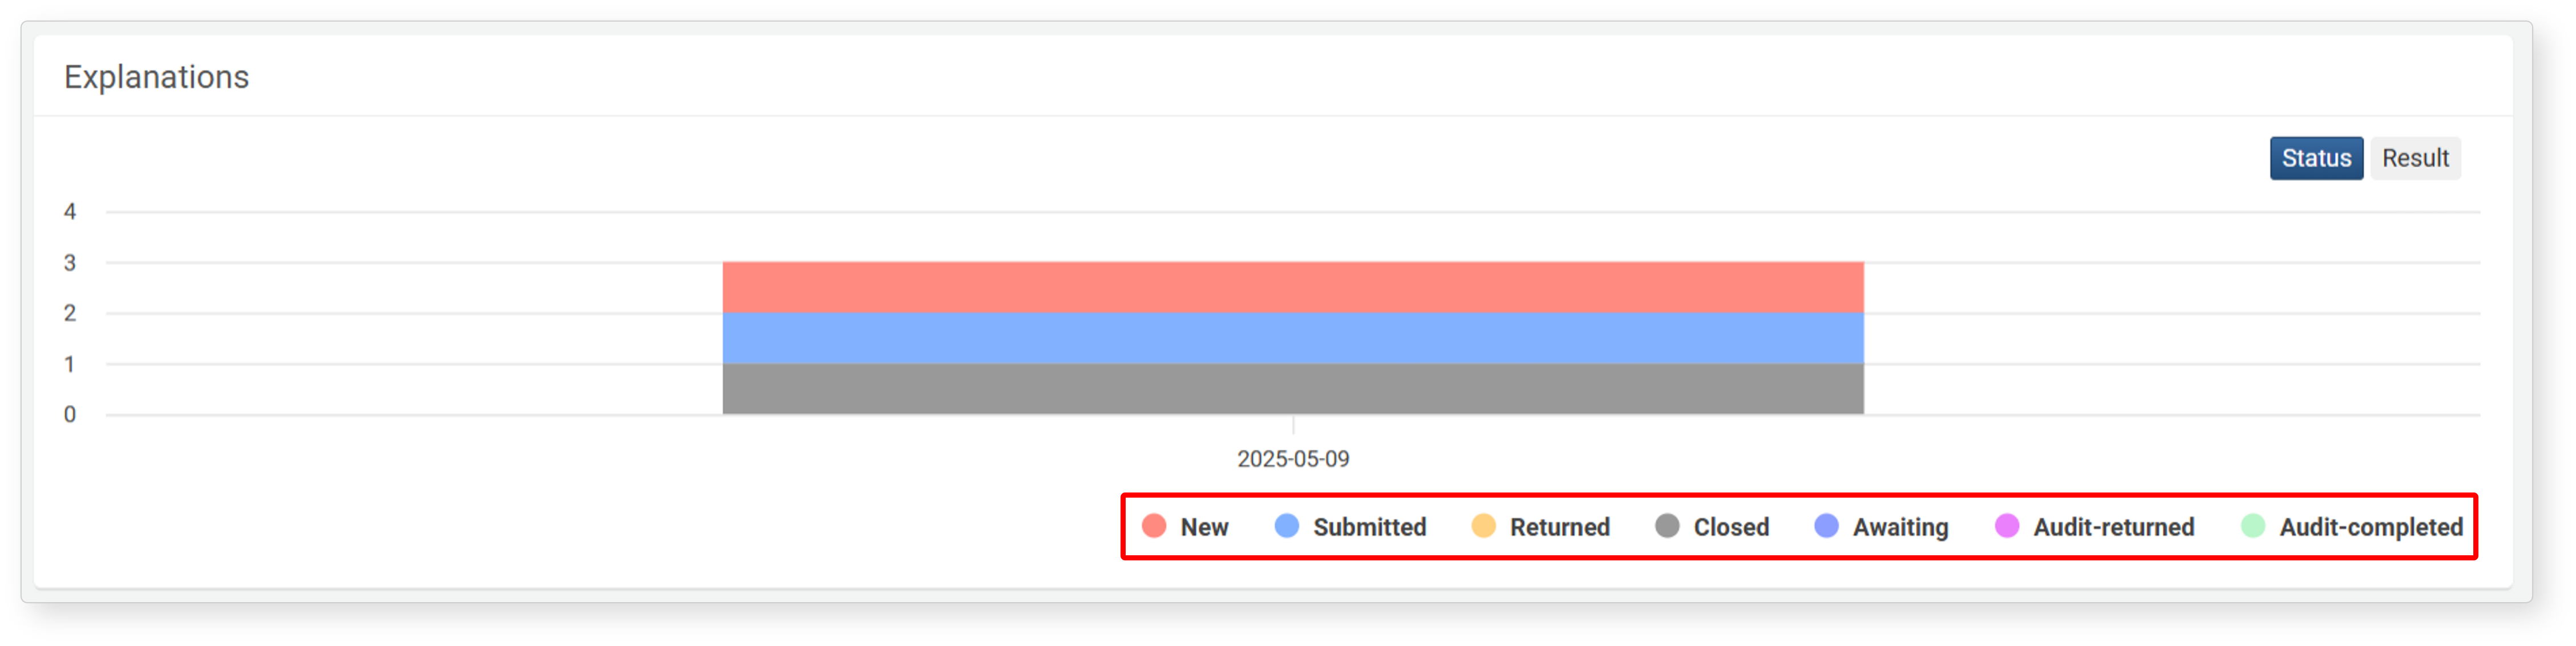 Explanations
Status Result
4
3
2
1
0
2025-05-09
New Submitted Returned Closed Awaiting Audit-returned Audit-completed